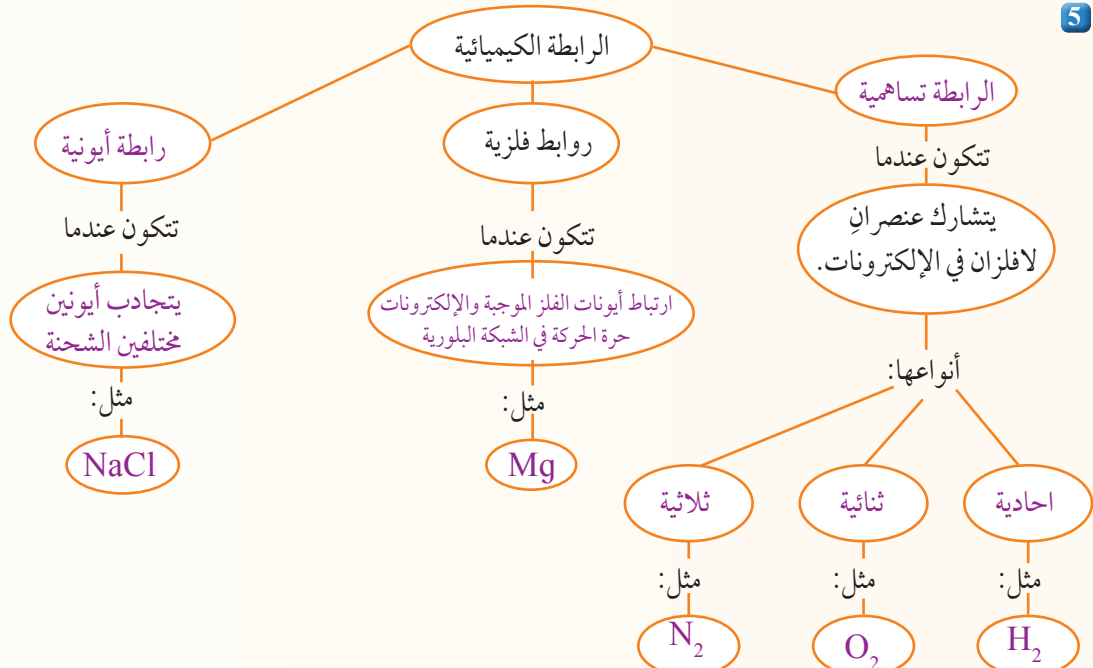 5
الرابطة الكيميائية
الرابطة تساهمية
تتكون عندما
يتشارك عنصرانِ
لافلزان في الإلكترونات.
أنواعها:
احادية
مثل:
H₂
ثنائية
مثل:
O₂
ثلاثية
مثل:
N₂
روابط فلزية
تتكون عندما
ارتباط أيونات الفلز الموجبة والإلكترونات
حرة الحركة في الشبكة البلورية
مثل:
Mg
رابطة أيونية
تتكون عندما
يتجادب أيونين
مختلفين الشحنة
مثل:
NaCl